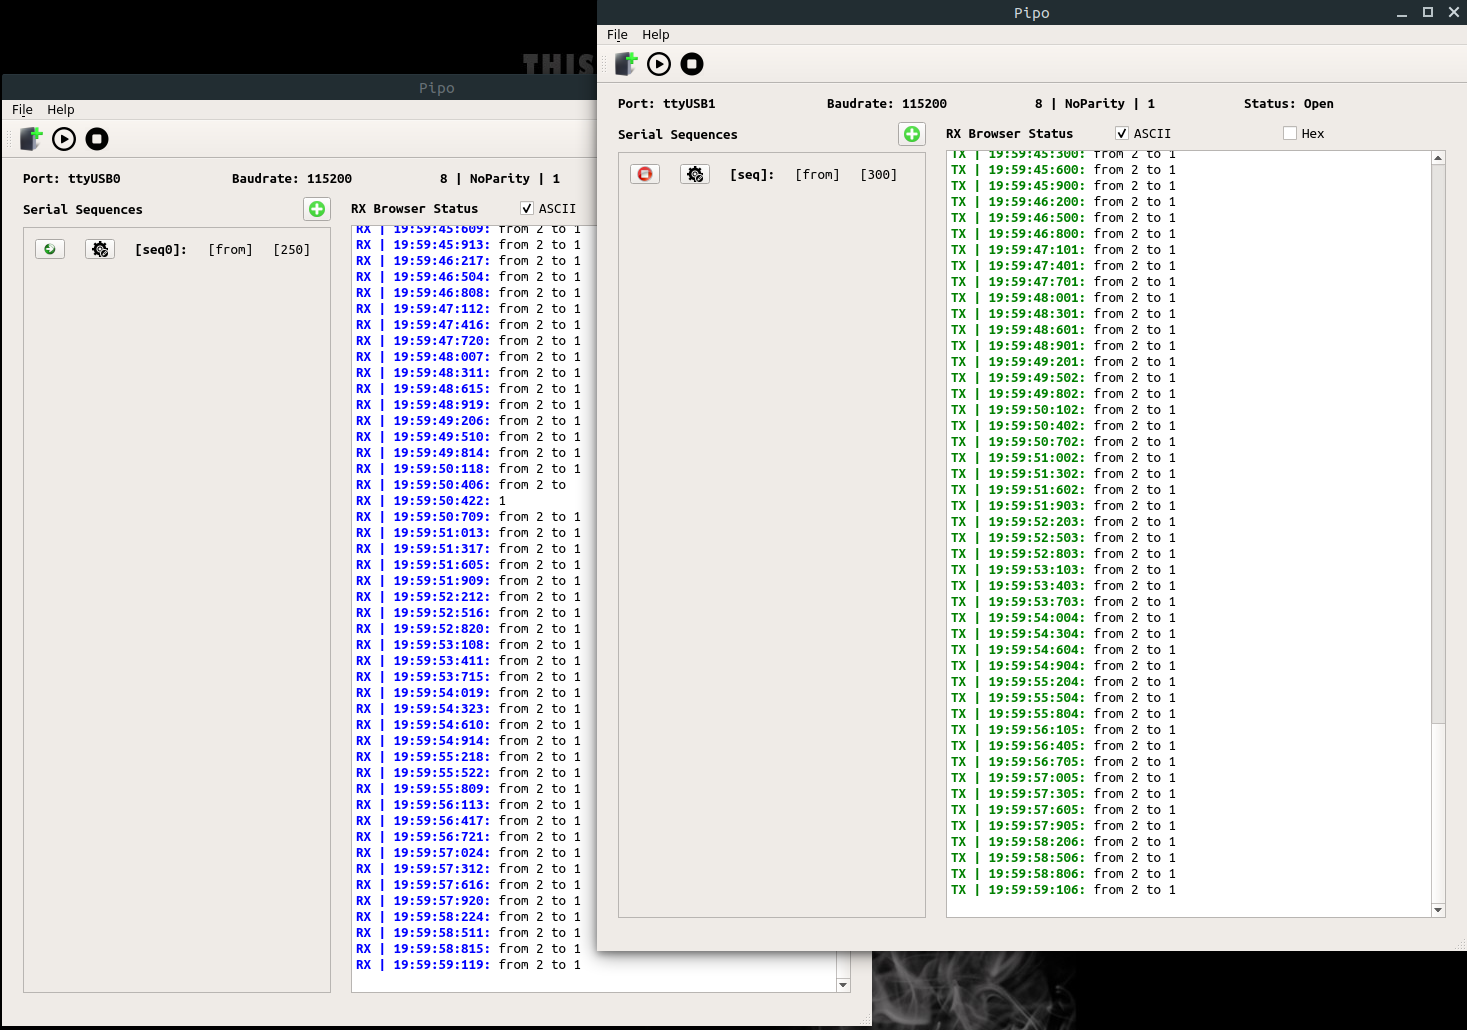 THIS
Pipo
File Help
Port: ttyUSB0 Baudrate: 115200 8 | NoParity | 1
Serial Sequences RX Browser Status ASCII
[seq0]: [from] [250]
RX | 19:59:45:609: from 2 to 1
RX | 19:59:45:913: from 2 to 1
RX | 19:59:46:217: from 2 to 1
RX | 19:59:46:504: from 2 to 1
RX | 19:59:46:808: from 2 to 1
RX | 19:59:47:112: from 2 to 1
RX | 19:59:47:416: from 2 to 1
RX | 19:59:47:720: from 2 to 1
RX | 19:59:48:007: from 2 to 1
RX | 19:59:48:311: from 2 to 1
RX | 19:59:48:615: from 2 to 1
RX | 19:59:48:919: from 2 to 1
RX | 19:59:49:206: from 2 to 1
RX | 19:59:49:510: from 2 to 1
RX | 19:59:49:814: from 2 to 1
RX | 19:59:50:118: from 2 to 1
RX | 19:59:50:406: from 2 to
RX | 19:59:50:422: 1
RX | 19:59:50:709: from 2 to 1
RX | 19:59:51:013: from 2 to 1
RX | 19:59:51:317: from 2 to 1
RX | 19:59:51:605: from 2 to 1
RX | 19:59:51:909: from 2 to 1
RX | 19:59:52:212: from 2 to 1
RX | 19:59:52:516: from 2 to 1
RX | 19:59:52:820: from 2 to 1
RX | 19:59:53:108: from 2 to 1
RX | 19:59:53:411: from 2 to 1
RX | 19:59:53:715: from 2 to 1
RX | 19:59:54:019: from 2 to 1
RX | 19:59:54:323: from 2 to 1
RX | 19:59:54:610: from 2 to 1
RX | 19:59:54:914: from 2 to 1
RX | 19:59:55:218: from 2 to 1
RX | 19:59:55:522: from 2 to 1
RX | 19:59:55:809: from 2 to 1
RX | 19:59:56:113: from 2 to 1
RX | 19:59:56:417: from 2 to 1
RX | 19:59:56:721: from 2 to 1
RX | 19:59:57:024: from 2 to 1
RX | 19:59:57:312: from 2 to 1
RX | 19:59:57:616: from 2 to 1
RX | 19:59:57:920: from 2 to 1
RX | 19:59:58:224: from 2 to 1
RX | 19:59:58:511: from 2 to 1
RX | 19:59:58:815: from 2 to 1
RX | 19:59:59:119: from 2 to 1
Pipo
File Help
Port: ttyUSB1 Baudrate: 115200 8 | NoParity | 1 Status: Open
Serial Sequences RX Browser Status ASCII Hex
[seq]: [from] [300]
TX | 19:59:45:300: from 2 to 1
TX | 19:59:45:600: from 2 to 1
TX | 19:59:45:900: from 2 to 1
TX | 19:59:46:200: from 2 to 1
TX | 19:59:46:500: from 2 to 1
TX | 19:59:46:800: from 2 to 1
TX | 19:59:47:101: from 2 to 1
TX | 19:59:47:401: from 2 to 1
TX | 19:59:47:701: from 2 to 1
TX | 19:59:48:001: from 2 to 1
TX | 19:59:48:301: from 2 to 1
TX | 19:59:48:601: from 2 to 1
TX | 19:59:48:901: from 2 to 1
TX | 19:59:49:201: from 2 to 1
TX | 19:59:49:502: from 2 to 1
TX | 19:59:49:802: from 2 to 1
TX | 19:59:50:102: from 2 to 1
TX | 19:59:50:402: from 2 to 1
TX | 19:59:50:702: from 2 to 1
TX | 19:59:51:002: from 2 to 1
TX | 19:59:51:302: from 2 to 1
TX | 19:59:51:602: from 2 to 1
TX | 19:59:51:903: from 2 to 1
TX | 19:59:52:203: from 2 to 1
TX | 19:59:52:503: from 2 to 1
TX | 19:59:52:803: from 2 to 1
TX | 19:59:53:103: from 2 to 1
TX | 19:59:53:403: from 2 to 1
TX | 19:59:53:703: from 2 to 1
TX | 19:59:54:004: from 2 to 1
TX | 19:59:54:304: from 2 to 1
TX | 19:59:54:604: from 2 to 1
TX | 19:59:54:904: from 2 to 1
TX | 19:59:55:204: from 2 to 1
TX | 19:59:55:504: from 2 to 1
TX | 19:59:55:804: from 2 to 1
TX | 19:59:56:105: from 2 to 1
TX | 19:59:56:405: from 2 to 1
TX | 19:59:56:705: from 2 to 1
TX | 19:59:57:005: from 2 to 1
TX | 19:59:57:305: from 2 to 1
TX | 19:59:57:605: from 2 to 1
TX | 19:59:57:905: from 2 to 1
TX | 19:59:58:206: from 2 to 1
TX | 19:59:58:506: from 2 to 1
TX | 19:59:58:806: from 2 to 1
TX | 19:59:59:106: from 2 to 1